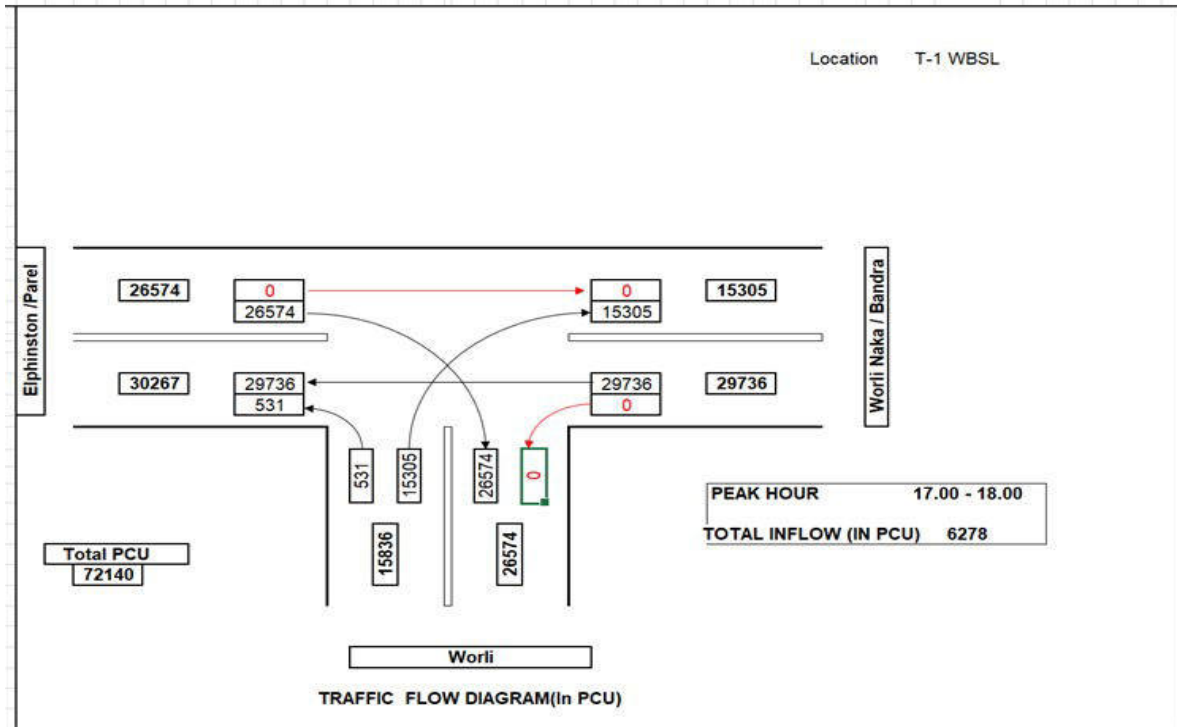 Location T-1 WBSL
Elphinston /Parel
26574
0
26574
0
15305
15305
Worli Naka / Bandra
30267
29736
531
29736
0
29736
531
15305
26574
0
15836
26574
PEAK HOUR 17.00 - 18.00
TOTAL INFLOW (IN PCU) 6278
Total PCU
72140
Worli
TRAFFIC FLOW DIAGRAM(In PCU)